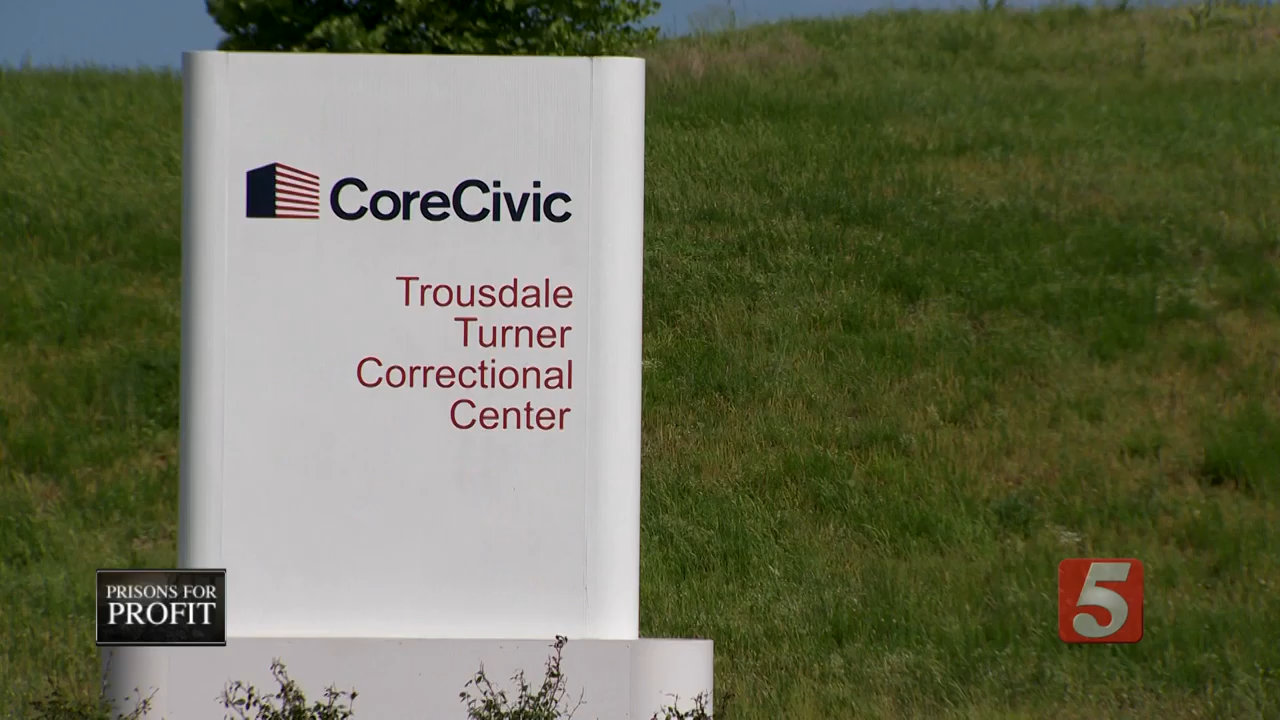 CoreCivic
Trousdale
Turner
Correctional
Center
PRISONS FOR
PROFIT
5